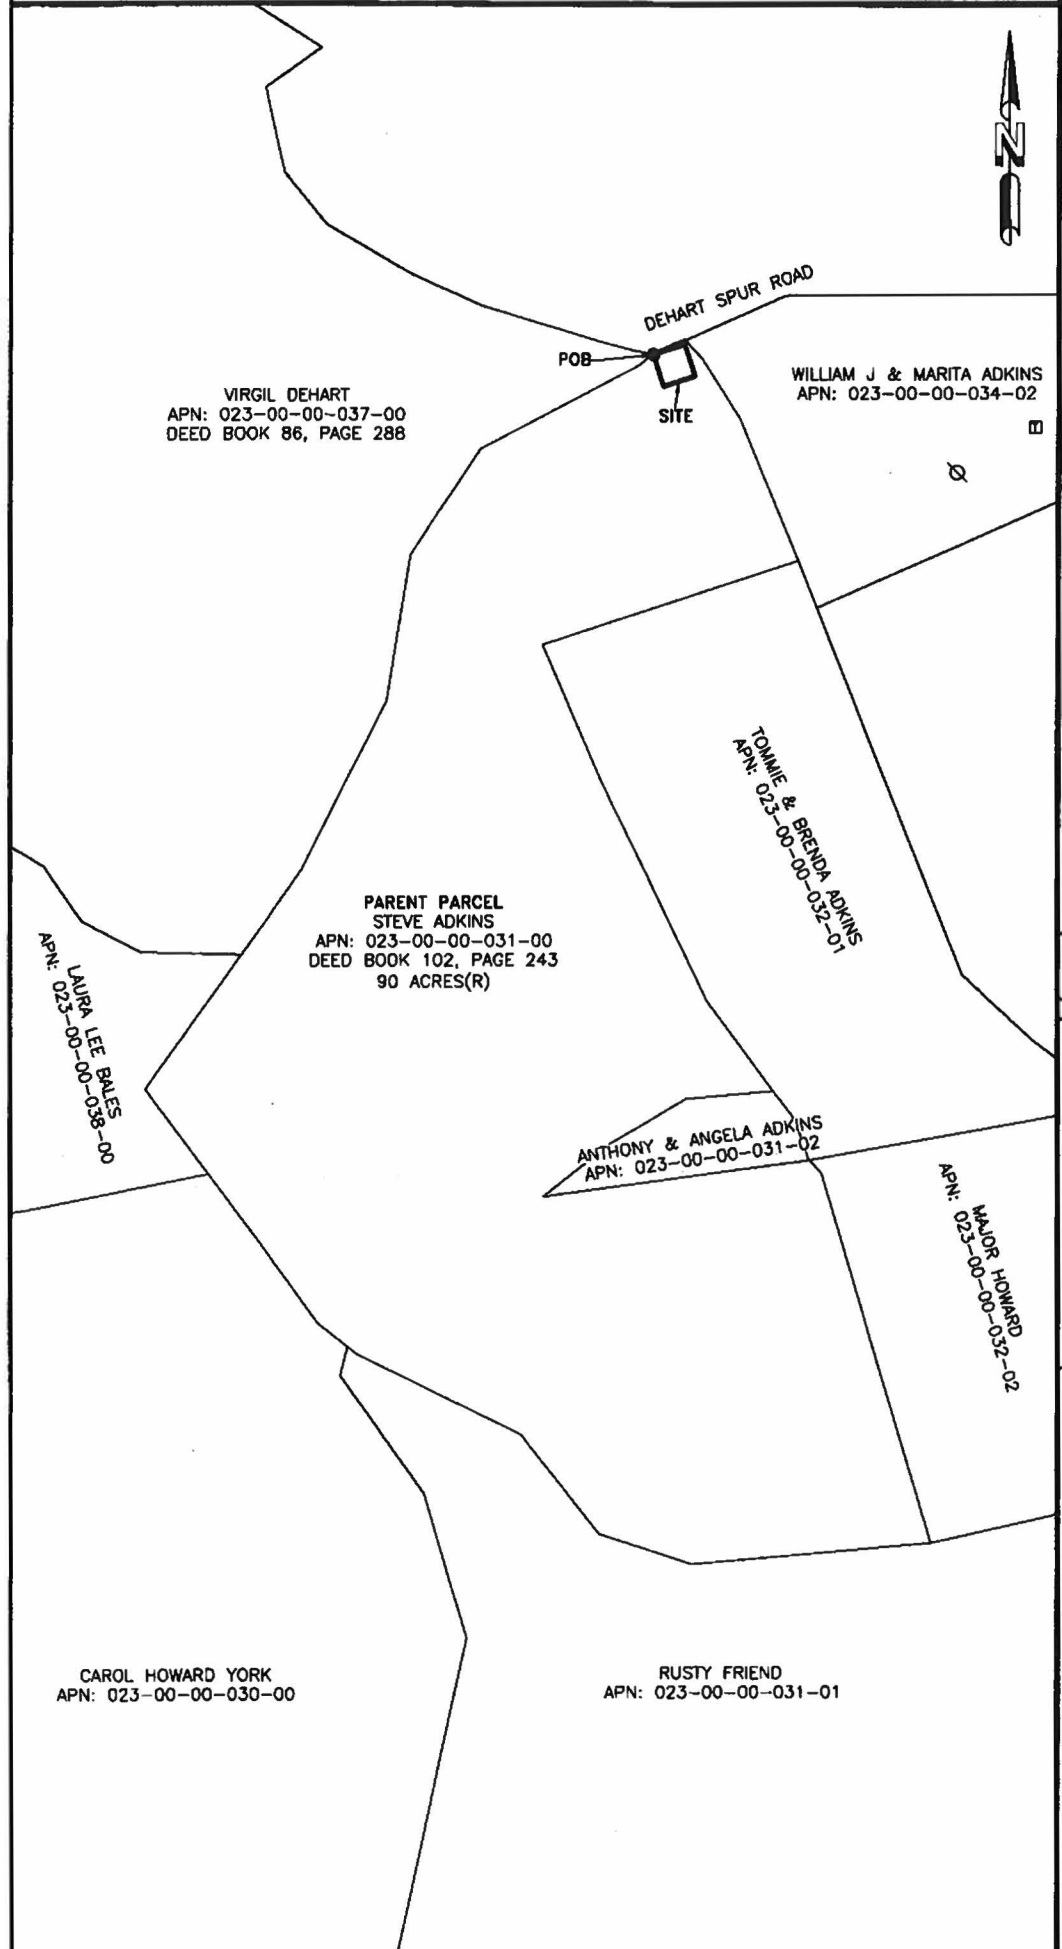 N
DEHART SPUR ROAD
POB
SITE
WILLIAM J & MARITA ADKINS
APN: 023-00-00-034-02
VIRGIL DEHART
APN: 023-00-00-037-00
DEED BOOK 86, PAGE 288
T
TOMMIE & BRENDA ADKINS
APN: 023-00-00-032-01
PARENT PARCEL
STEVE ADKINS
APN: 023-00-00-031-00
DEED BOOK 102, PAGE 243
90 ACRES(R)
LAURA LEE BALES
APN: 023-00-00-038-00
ANTHONY & ANGELA ADKINS
APN: 023-00-00-031-02
MAJOR HOWARD
APN: 023-00-00-032-02
CAROL HOWARD YORK
APN: 023-00-00-030-00
RUSTY FRIEND
APN: 023-00-00-031-01